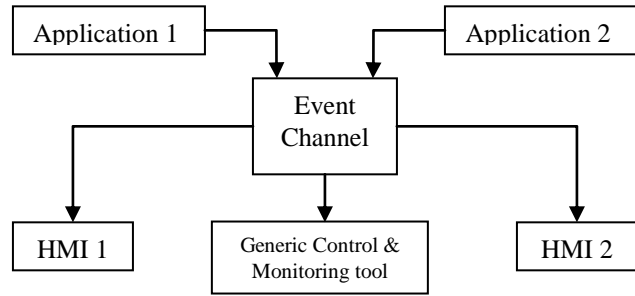 Application 1
Application 2
Event
Channel
HMI 1
Generic Control &
Monitoring tool
HMI 2